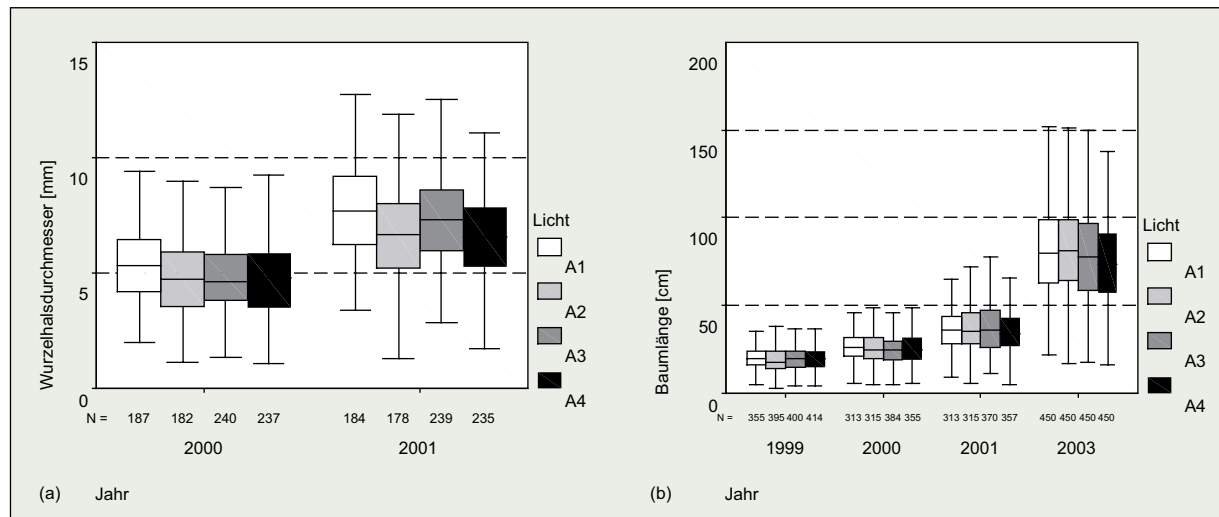 15
10
5
0
Wurzelhalsdurchmesser [mm]
Licht
A1
A2
A3
A4
N = 187 182 240 237 184 178 239 235
2000 2001
(a) Jahr
200
150
100
50
0
Baumlänge [cm]
Licht
A1
A2
A3
A4
N = 355 395 400 414 313 315 384 355 313 315 370 357 450 450 450 450
1999 2000 2001 2003
(b) Jahr